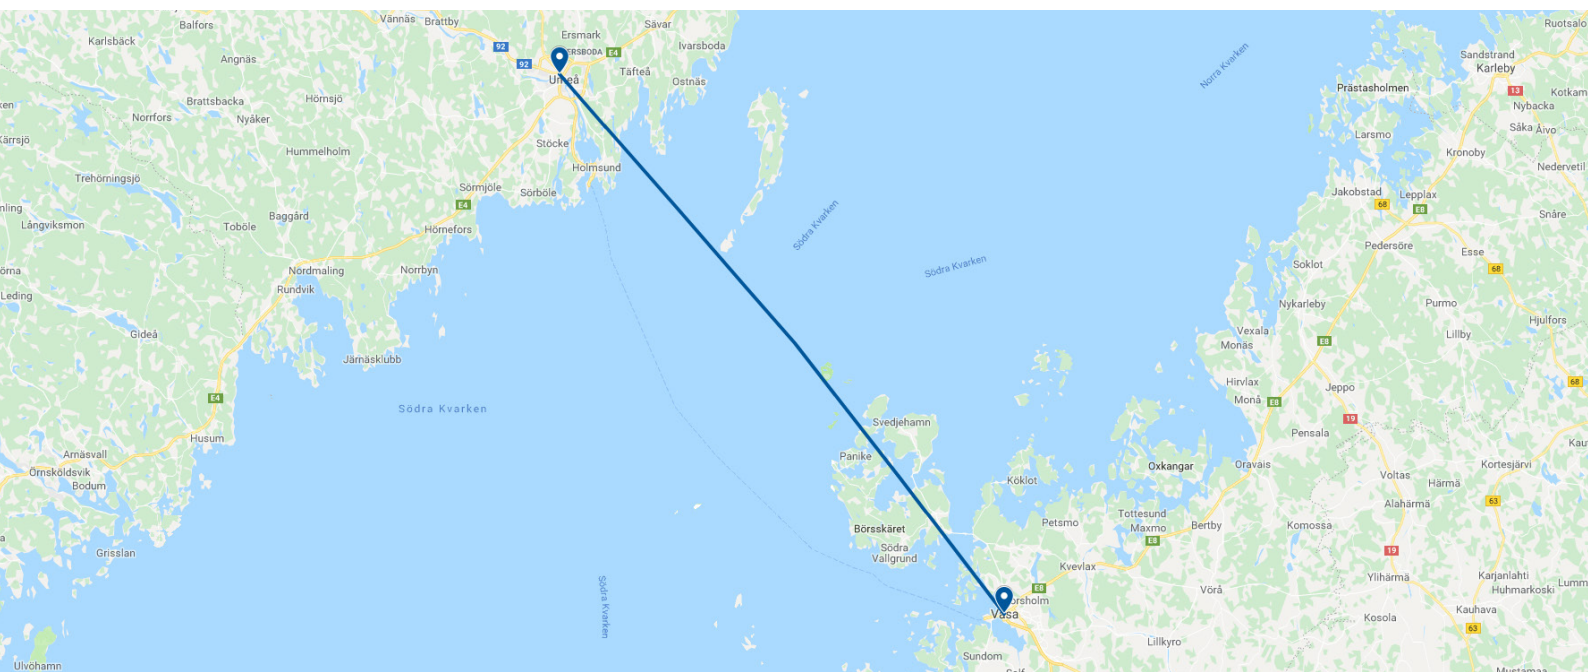 Balfors
Vännäs
Brattby
Ersmark
Sävar
Karlsbäck
92
ERSBODA
E4
Ivarsboda
Angnäs
92
Umeå
Täfteå
Ostnäs
Brattsbacka
Hörnsjö
Norrfors
Nyåker
Kärrsjö
Stöcke
Hummelholm
Holmsund
Trehörningsjö
Sörmjöle
Sörböle
E4
Baggård
Långviksmon
Toböle
Hörnefors
Nordmaling
Norrbyn
Rundvik
Leding
Gideå
Järnäsklubb
E4
Södra Kvarken
Husum
Arnäsvall
Örnsköldsvik
Bodum
Grisslan
Ulvöhamn
Södra Kvarken
Södra Kvarken
Södra Kvarken
Norra Kvarken
Ruotsalo
Sandstrand
Karleby
Prästasholmen
13
Kotkam
Nybacka
Såka
Åivo
Larsmo
Kronoby
Nedervetil
Jakobstad
68
Lepplax
E8
Snåre
Pedersöre
Esse
Soklot
68
Nykarleby
Purmo
Hjulfors
Vexala
Monäs
E8
Lillby
Hirvlax
Jeppo
68
Monå
E8
19
Pensala
Svedjehamn
Panike
Oravais
Kortesjärvi
Oxkangar
Voltas
Härmä
Köklot
63
Alahärmä
Börsskäret
Tottesund
Maxmo
Petsmo
Bertby
Komossa
E8
Södra
Vallgrund
19
Kvevlax
Ylihärmä
Karjanlahti
Huhmarkoski
Lumm
E8
Vörå
orsholm
Vasa
Kosola
Kauhava
63
Lillkyro
Sundom